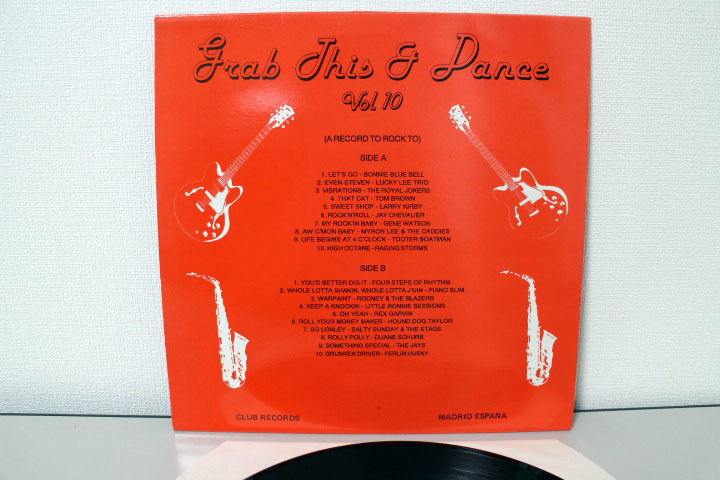 Grab This & Dance
Vol 10
(A RECORD TO ROCK TO)
SIDE A
1. LET'S GO - BONNIE BLUE BELL
2. EVEN STEVEN - LUCKY LEE TRIO
3. VIBRATIONS - THE ROYAL JOKERS
4. THAT CAT - TOM BROWN
5. SWEET SHOP - LARRY KIRBY
6. ROCK'N'ROLL - JAY CHEVALIER
7. MY ROCK'IN BABY - GENE WATSON
8. AW C'MON BABY - MYRON LEE & THE CADDIES
9. LIFE BEGINS AT 4 O'CLOCK - TOOTER BOATMAN
10. HIGH OCTANE - RAGING STORMS
SIDE B
1. YOU'D BETTER DIG IT - FOUR STEPS OF RHYTHM
2. WHOLE LOTTA SHAKIN, WHOLE LOTTA J'UIN - PIANO SLIM
3. WARPAINT - RODNEY & THE BLAZERS
4. KEEP A KNOCKIN - LITTLE RONNIE SESSIONS
5. OH YEAH - REX GARVIN
6. ROLL YOUR MONEY MAKER - HOUND DOG TAYLOR
7. SO LONLEY - SALTY SUNDAY & THE STAGS
8. ROLLY POLLY - DUANE SCHURB
9. SOMETHING SPECIAL - THE JAYS
10. DRUNKEN DRIVER - FERLIN HUSKY
CLUB RECORDS MADRID ESPANA